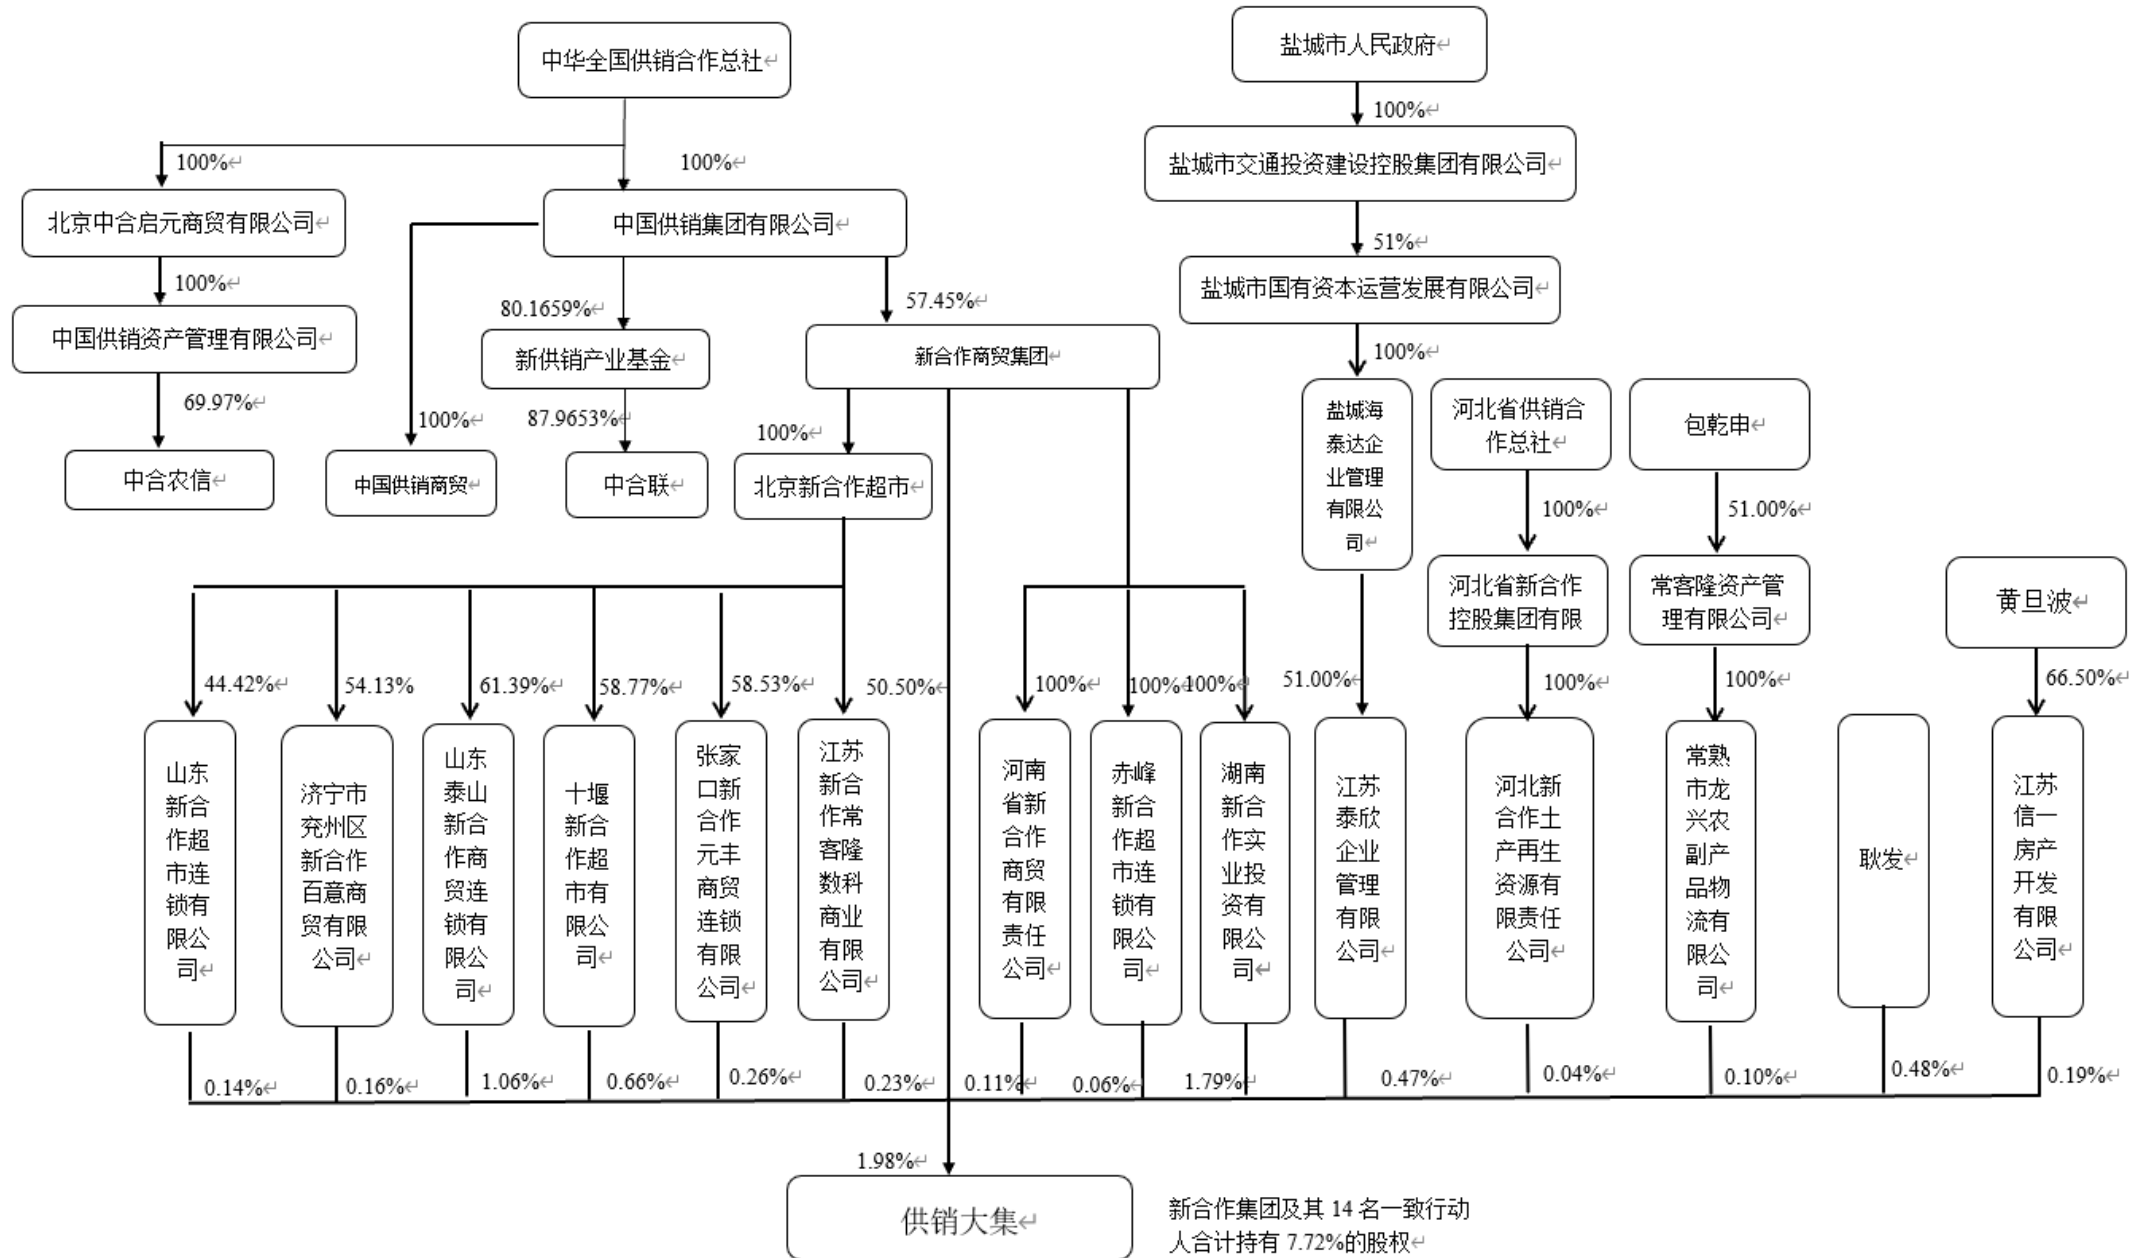 中华全国供销合作总社
盐城市人民政府
100%
100%
100%
盐城市交通投资建设控股集团有限公司
北京中合启元商贸有限公司
中国供销集团有限公司
51%
100%
盐城市国有资本运营发展有限公司
80.1659%
57.45%
中国供销资产管理有限公司
新供销产业基金
新合作商贸集团
100%
69.97%
100%
87.9653%
100%
盐城海
泰达企
业管理
有限公
司
河北省供销合
作总社
包乾申
中合农信
中国供销商贸
中合联
北京新合作超市
100%
51.00%
河北省新合作
控股集团有限
常客隆资产管
理有限公司
黄旦波
44.42%
54.13%
61.39%
58.77%
58.53%
50.50%
100%
100%
100%
51.00%
100%
100%
66.50%
山东
新合
作超
市连
锁有
限公
司
济宁市
兖州区
新合作
百意商
贸有限
公司
山东
泰山
新合
作商
贸连
锁有
限公
司
十堰
新合
作超
市有
限公
司
张家
口新
合作
元丰
商贸
连锁
有限
公司
江苏
新合
作常
客隆
数科
商业
有限
公司
河南
省新
合作
商贸
有限
责任
公司
赤峰
新合
作超
市连
锁有
限公
司
湖南
新合
作实
业投
资有
限公
司
江苏
泰欣
企业
管理
有限
公司
河北新
合作土
产再生
资源有
限责任
公司
常熟
市龙
兴农
副产
品物
流有
限公
司
耿发
江苏
信一
房产
开发
有限
公司
0.14%
0.16%
1.06%
0.66%
0.26%
0.23%
0.11%
0.06%
1.79%
0.47%
0.04%
0.10%
0.48%
0.19%
1.98%
供销大集
新合作集团及其 14 名一致行动
人合计持有 7.72%的股权